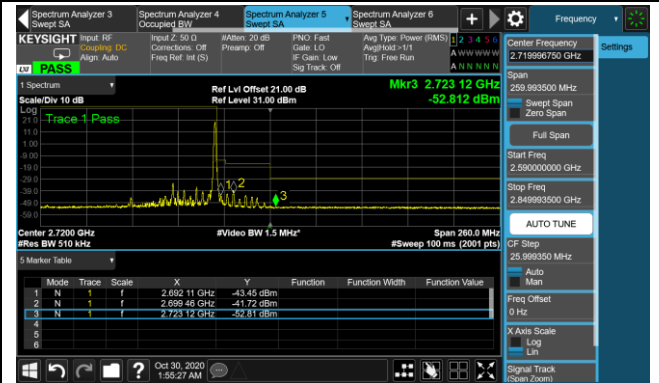 Spectrum Analyzer 3
Swept SA
Spectrum Analyzer 4
Occupied BW
Spectrum Analyzer 5
Swept SA
Spectrum Analyzer 6
Swept SA
+
Frequency
KEYSIGHT
Input: RF
Coupling: DC
Align: Auto
Input Z: 50 Ω
Corrections: Off
Freq Ref: Int (S)
#Atten: 20 dB
Preamp: Off
PNO: Fast
Gate: LO
IF Gain: Low
Sig Track: Off
Avg Type: Power (RMS)
Avg|Hold:>1/1
Trig: Free Run
1 2 3 4 5 6
A W W W W W
A N N N N N
LXI PASS
1 Spectrum
Scale/Div 10 dB
Ref Lvl Offset 21.00 dB
Ref Level 31.00 dBm
Mkr3 2.723 12 GHz
-52.812 dBm
Log
Trace 1 Pass
21.0
11.0
1.00
-9.00
-19.0
-29.0
-39.0
-49.0
-59.0
1
2
3
Center 2.7200 GHz
#Res BW 510 kHz
#Video BW 1.5 MHz*
Span 260.0 MHz
#Sweep 100 ms (2001 pts)
5 Marker Table
Mode Trace Scale X Y Function Function Width Function Value
1 N 1 f 2.692 11 GHz -43.45 dBm
2 N 1 f 2.699 46 GHz -41.72 dBm
3 N 1 f 2.723 12 GHz -52.81 dBm
4
5
6
Oct 30, 2020
1:55:27 AM
?
Center Frequency
2.719996750 GHz
Settings
Span
259.993500 MHz
Swept Span
Zero Span
Full Span
Start Freq
2.590000000 GHz
Stop Freq
2.849993500 GHz
AUTO TUNE
CF Step
25.999350 MHz
Auto
Man
Freq Offset
0 Hz
X Axis Scale
Log
Lin
Signal Track
(Span Zoom)